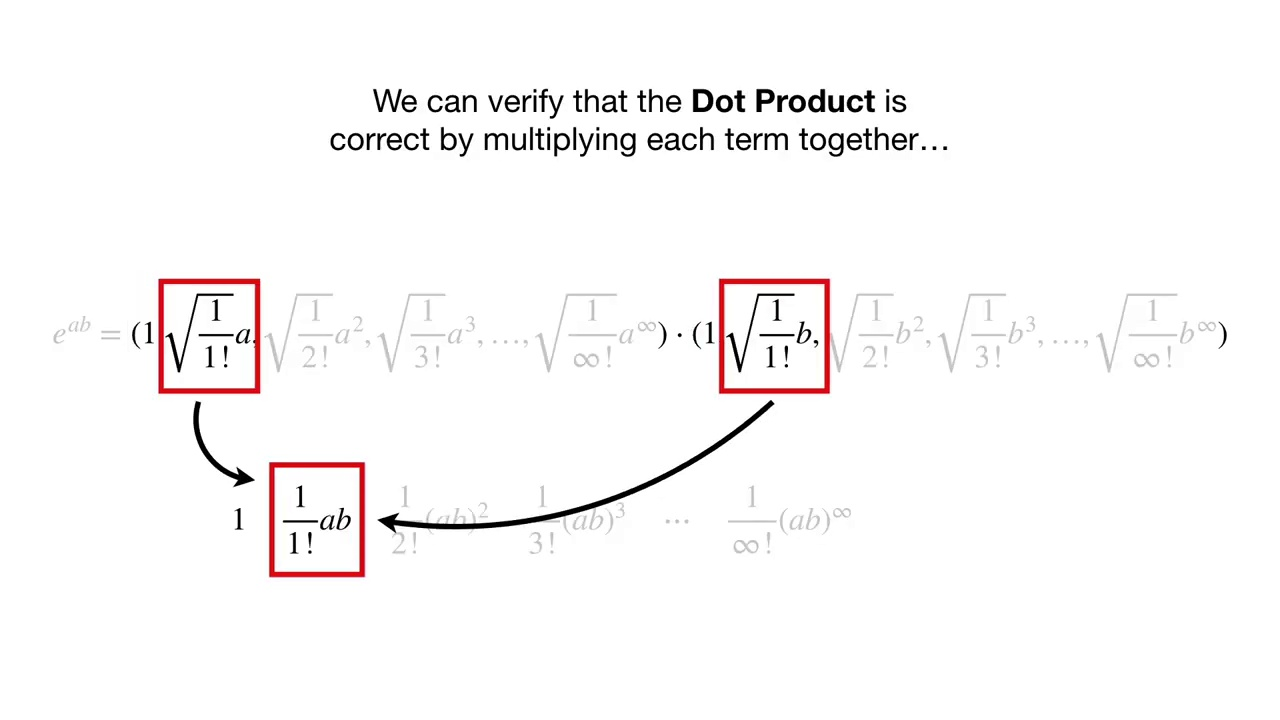 We can verify that the Dot Product is
correct by multiplying each term together…
e^{ab} = (1 √(1/1!) a, √(1/2!) a², √(1/3!) a³, …, √(1/∞!) a^∞) · (1 √(1/1!) b, √(1/2!) b², √(1/3!) b³, …, √(1/∞!) b^∞)
1 1/1! ab 1/2! (ab)² 1/3! (ab)³ ⋯ 1/∞! (ab)^∞